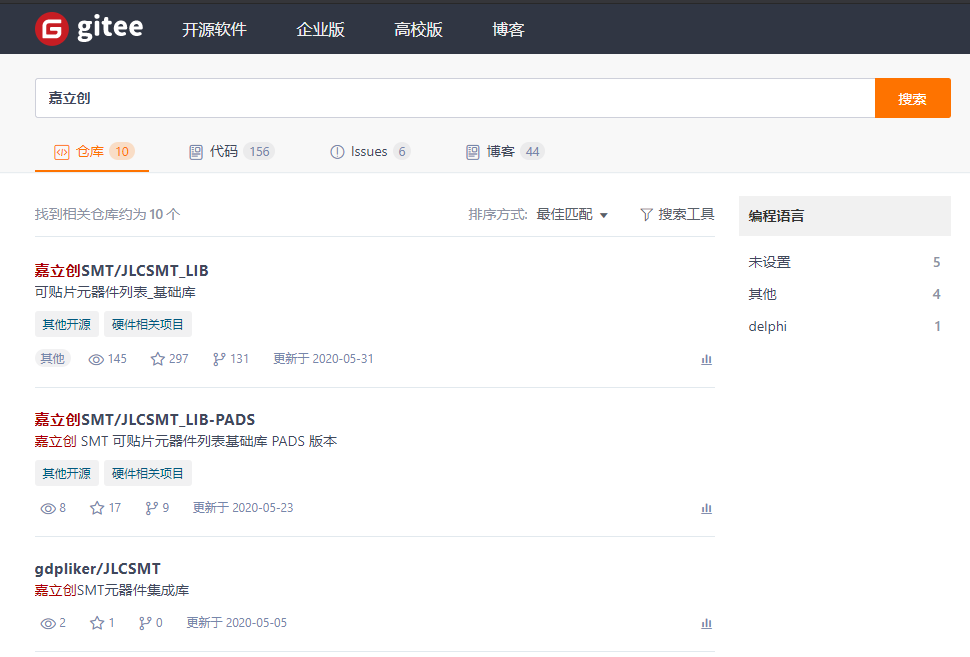 gitee 开源软件 企业版 高校版 博客
嘉立创 搜索
仓库 10 代码 156 Issues 6 博客 44
找到相关仓库约为 10 个 排序方式: 最佳匹配 搜索工具
编程语言
未设置 5
其他 4
delphi 1
嘉立创SMT/JLCSMT_LIB
可贴片元器件列表_基础库
其他开源 硬件相关项目
其他 145 297 131 更新于 2020-05-31
嘉立创SMT/JLCSMT_LIB-PADS
嘉立创 SMT 可贴片元器件列表基础库 PADS 版本
其他开源 硬件相关项目
8 17 9 更新于 2020-05-23
gdpliker/JLCSMT
嘉立创SMT元器件集成库
2 1 0 更新于 2020-05-05